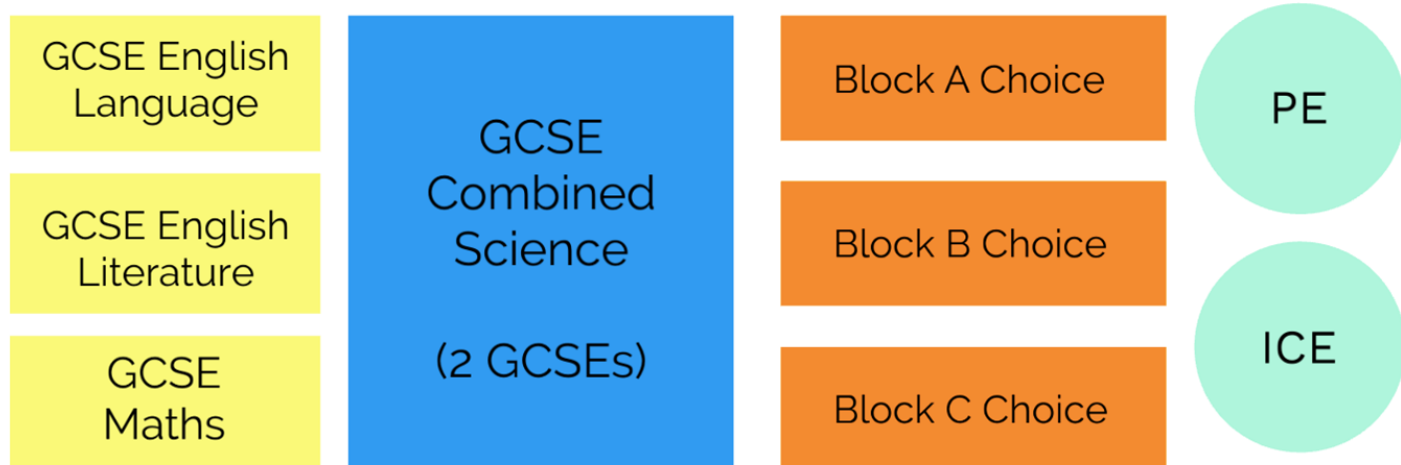 GCSE English
Language
GCSE English
Literature
GCSE
Maths
GCSE
Combined
Science
(2 GCSEs)
Block A Choice
Block B Choice
Block C Choice
PE
ICE